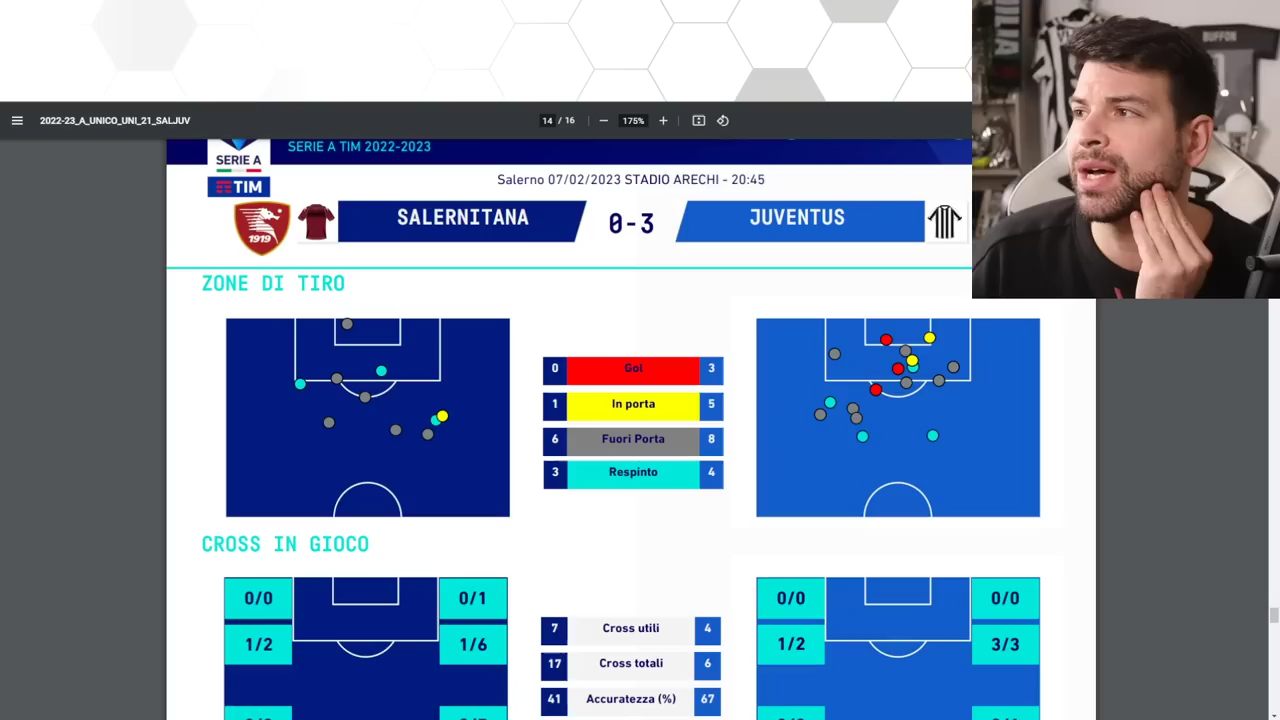 2022-23_A_UNICO_UNI_21_SALJUV
14 / 16
175%
BUFFON
SERIE A TIM 2022-2023
SERIE A
TIM
Salerno 07/02/2023 STADIO ARECHI - 20:45
1919
SALERNITANA
0-3
JUVENTUS
ZONE DI TIRO
0 Gol 3
1 In porta 5
6 Fuori Porta 8
3 Respinto 4
CROSS IN GIOCO
0/0 0/1
0/0 0/0
1/2 1/6
1/2 3/3
7 Cross utili 4
17 Cross totali 6
41 Accuratezza (%) 67